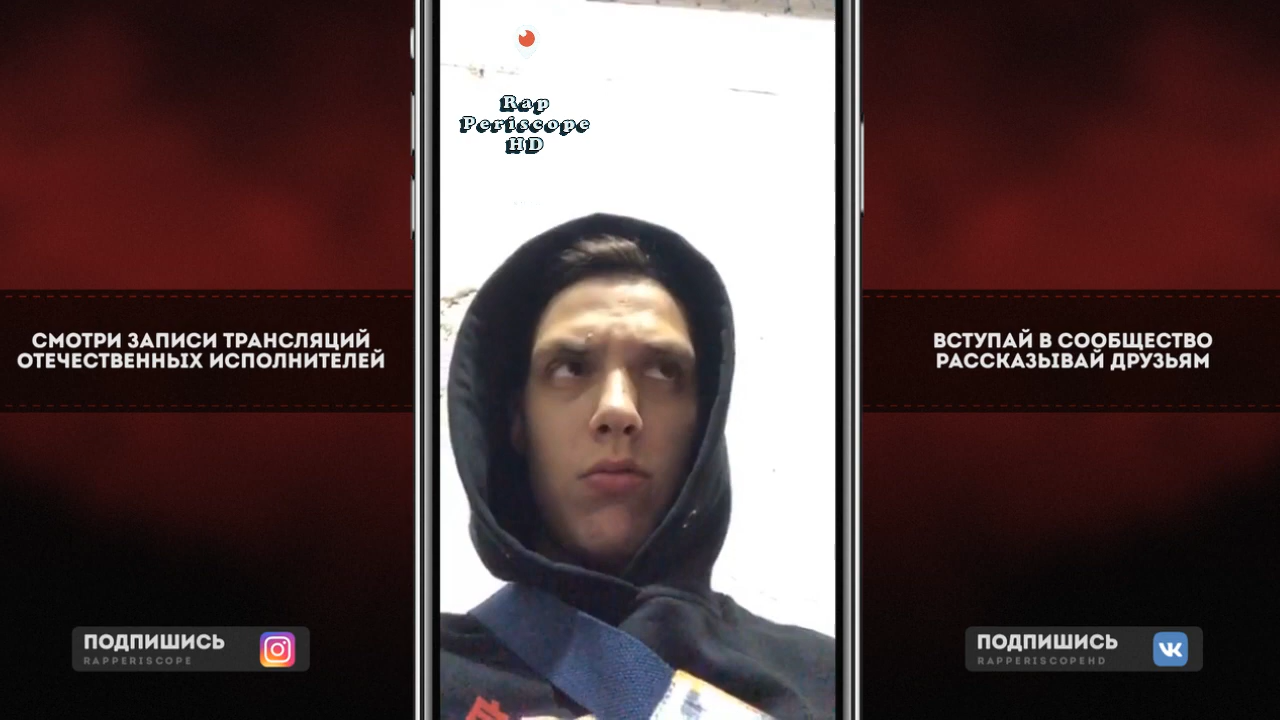 Rap
Periscope
HD
СМОТРИ ЗАПИСИ ТРАНСЛЯЦИЙ
ОТЕЧЕСТВЕННЫХ ИСПОЛНИТЕЛЕЙ
ВСТУПАЙ В СООБЩЕСТВО
РАССКАЗЫВАЙ ДРУЗЬЯМ
ПОДПИШИСЬ
RAPPERISCOPE
ПОДПИШИСЬ
RAPPERISCOPEHD